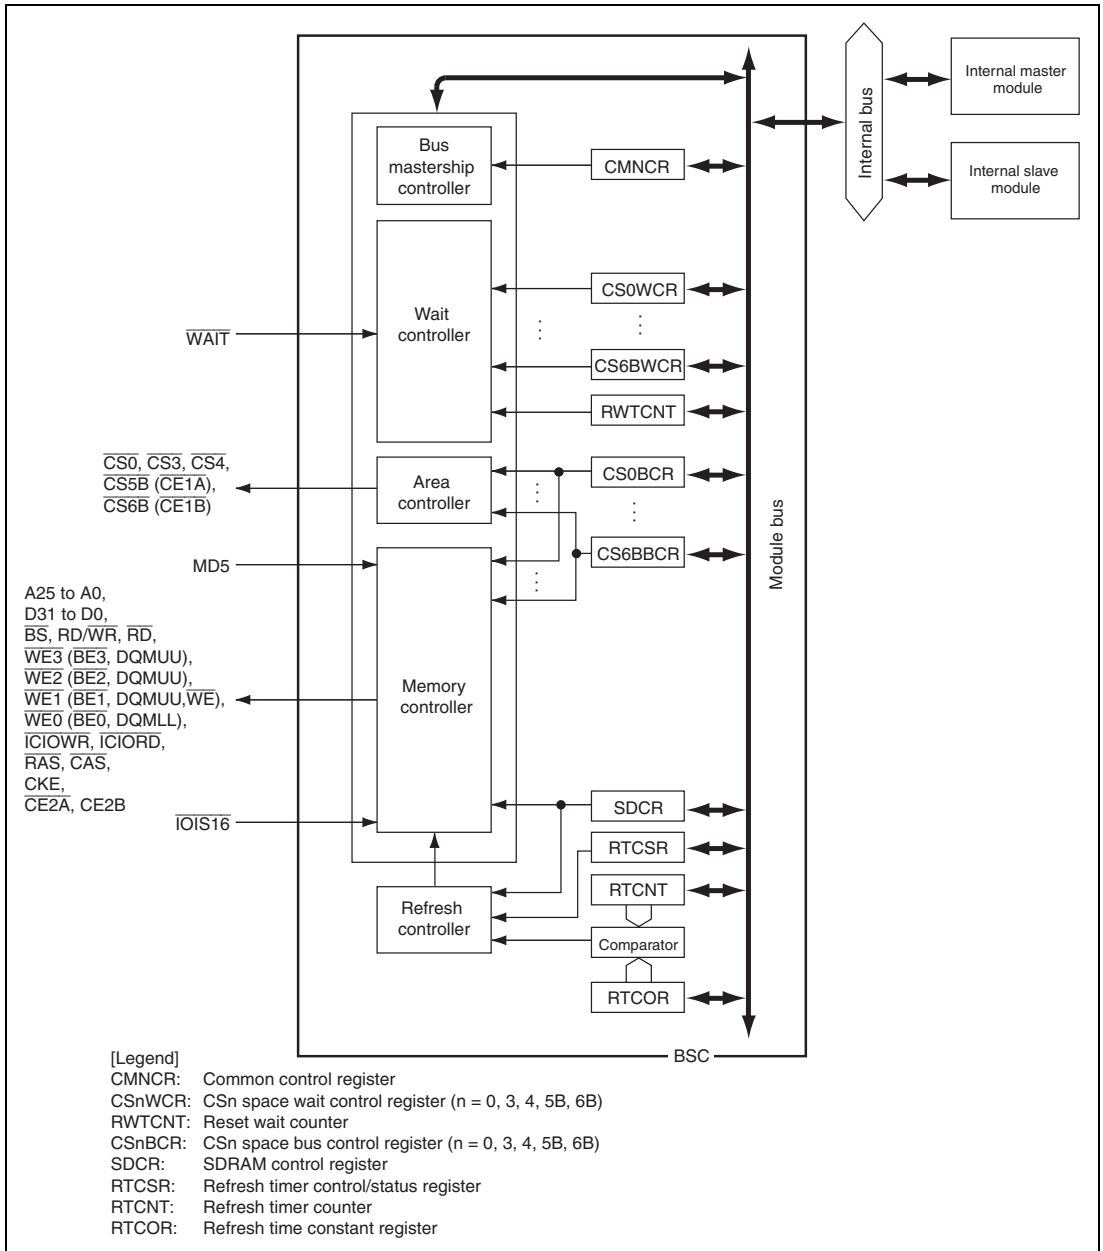 Bus
mastership
controller
CMNCR
Internal bus
Internal master
module
Internal slave
module
Wait
controller
CS0WCR
CS6BWCR
RWTCNT
WAIT
CS0, CS3, CS4,
CS5B (CE1A),
CS6B (CE1B)
Area
controller
CS0BCR
CS6BBCR
Module bus
MD5
A25 to A0,
D31 to D0,
BS, RD/WR, RD,
WE3 (BE3, DQMUU),
WE2 (BE2, DQMUU),
WE1 (BE1, DQMUU,WE),
WE0 (BE0, DQMLL),
ICIOWR, ICIORD,
RAS, CAS,
CKE,
CE2A, CE2B
Memory
controller
IOIS16
SDCR
RTCSR
RTCNT
Refresh
controller
Comparator
RTCOR
BSC
[Legend]
CMNCR: Common control register
CSnWCR: CSn space wait control register (n = 0, 3, 4, 5B, 6B)
RWTCNT: Reset wait counter
CSnBCR: CSn space bus control register (n = 0, 3, 4, 5B, 6B)
SDCR: SDRAM control register
RTCSR: Refresh timer control/status register
RTCNT: Refresh timer counter
RTCOR: Refresh time constant register